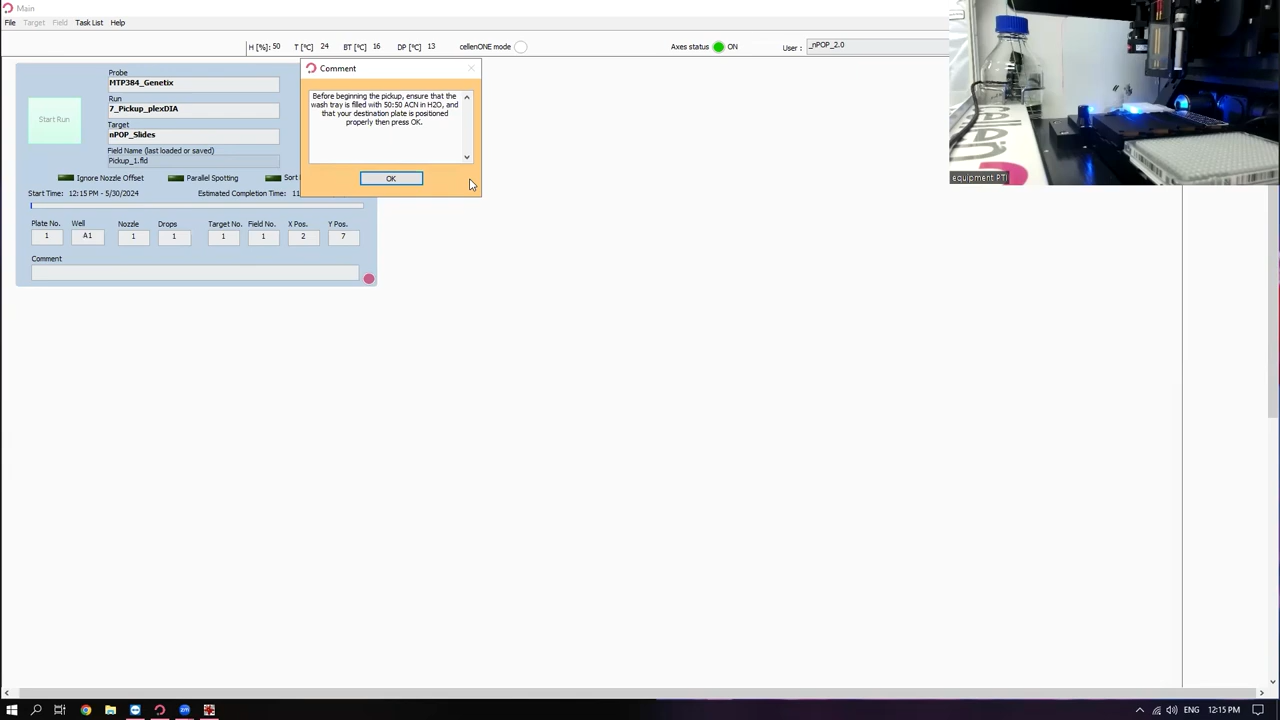 Main
File Target Field Task List Help
H [%]: 50 T [°C] 24 BT [°C] 16 DP [°C] 13 cellenONE mode Axes status ON User : _nPOP_2.0
Comment
Before beginning the pickup, ensure that the
wash tray is filled with 50:50 ACN in H2O, and
that your destination plate is positioned
properly then press OK.
OK
Start Run
Probe
MTP384_Genetix
Run
7_Pickup_plexDIA
Target
nPOP_Slides
Field Name (last loaded or saved)
Pickup_1.fld
Ignore Nozzle Offset Parallel Spotting Sort
Start Time: 12:15 PM - 5/30/2024 Estimated Completion Time: 11
Plate No. Well Nozzle Drops Target No. Field No. X Pos. Y Pos.
1 A1 1 1 1 1 2 7
Comment
cellen
equipment PTI
ENG 12:15 PM